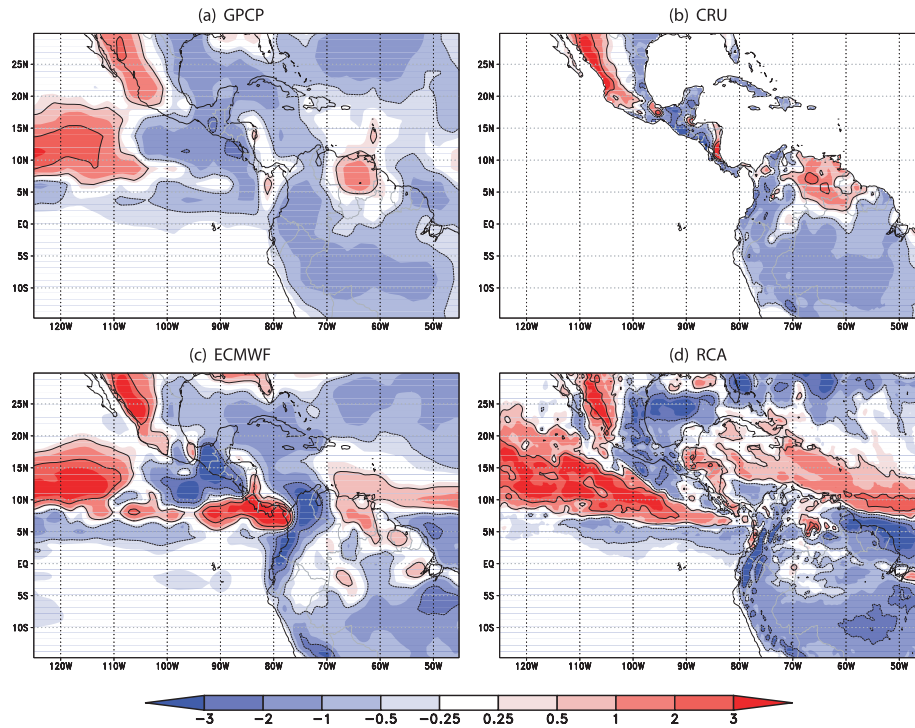 (a) GPCP
(b) CRU
25N
20N
15N
10N
5N
EQ
5S
10S
120W 110W 100W 90W 80W 70W 60W 50W
25N
20N
15N
10N
5N
EQ
5S
10S
120W 110W 100W 90W 80W 70W 60W 50W
(c) ECMWF
(d) RCA
25N
20N
15N
10N
5N
EQ
5S
10S
120W 110W 100W 90W 80W 70W 60W 50W
25N
20N
15N
10N
5N
EQ
5S
10S
120W 110W 100W 90W 80W 70W 60W 50W
-3 -2 -1 -0.5 -0.25 0.25 0.5 1 2 3